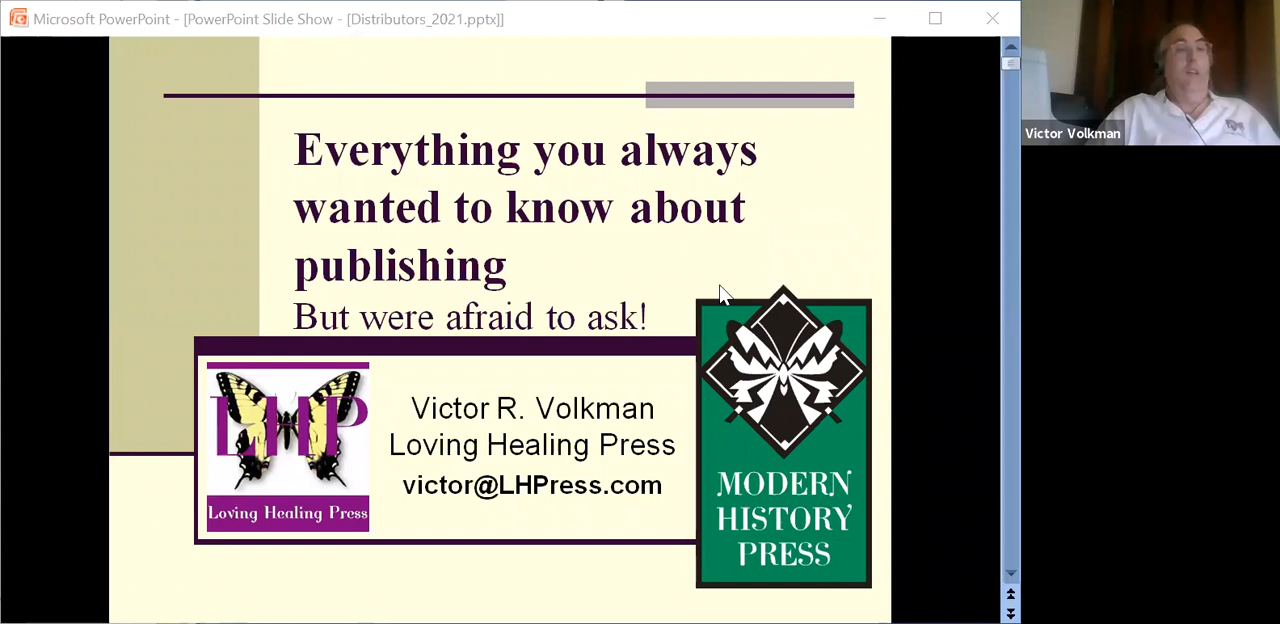 Microsoft PowerPoint - [PowerPoint Slide Show - [Distributors_2021.pptx]]
Everything you always
wanted to know about
publishing
But were afraid to ask!
LHP
Loving Healing Press
Victor R. Volkman
Loving Healing Press
victor@LHPress.com
MODERN
HISTORY
PRESS
Victor Volkman